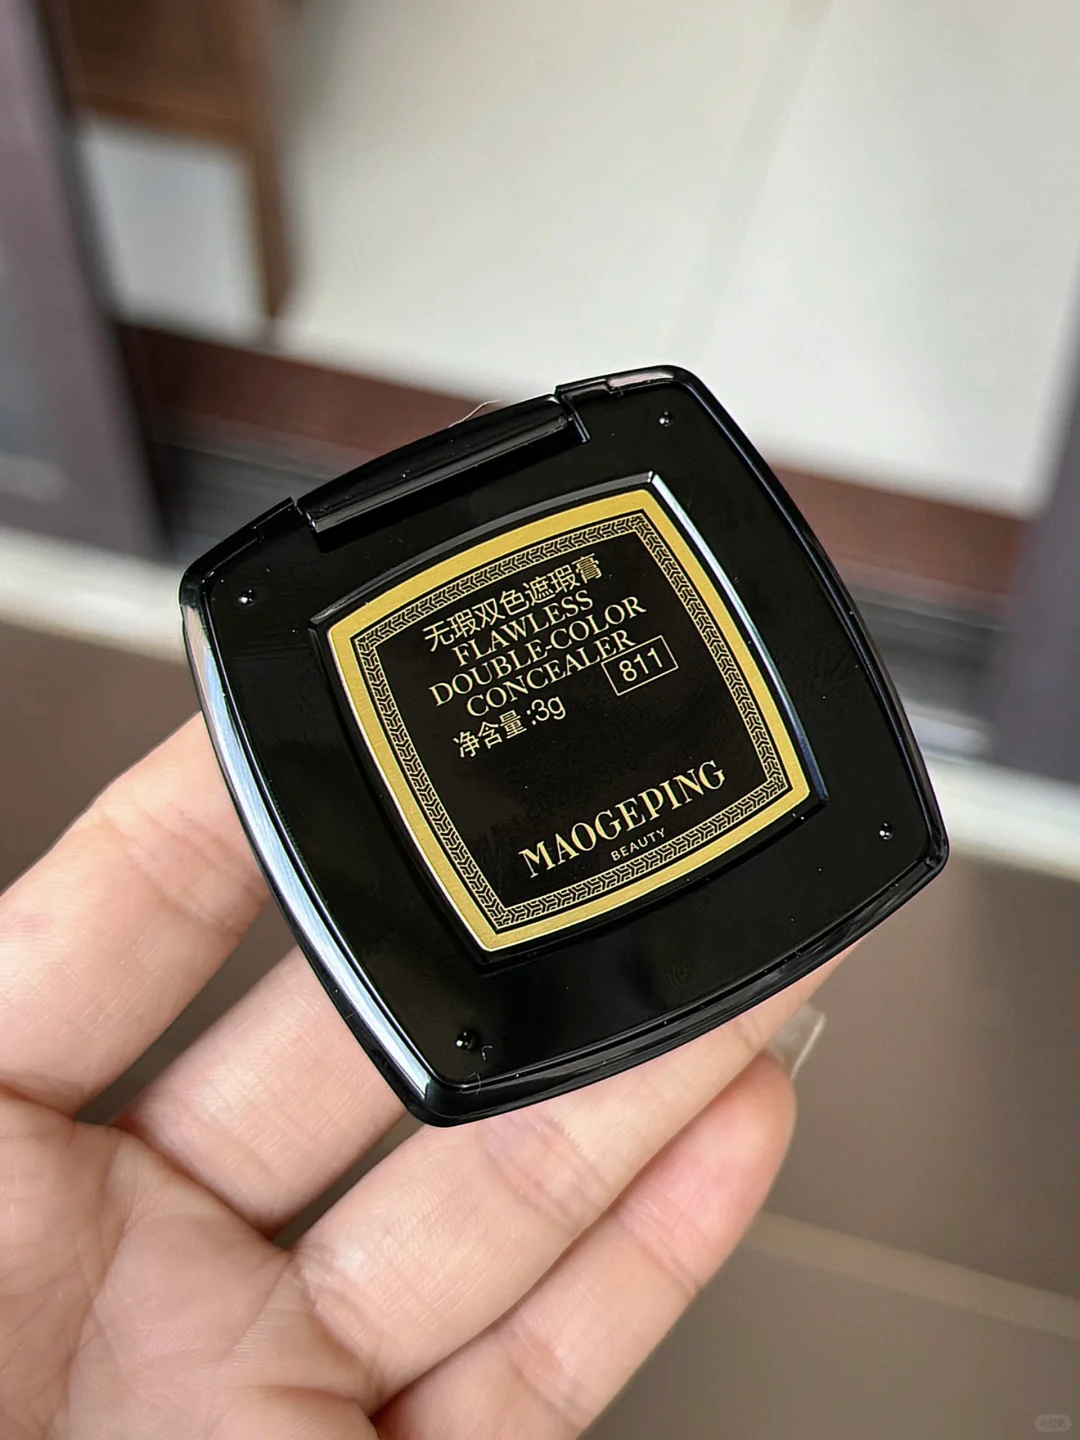 无瑕双色遮瑕膏
FLAWLESS
DOUBLE-COLOR
CONCEALER
811
净含量:3g
MAOGEPING
BEAUTY